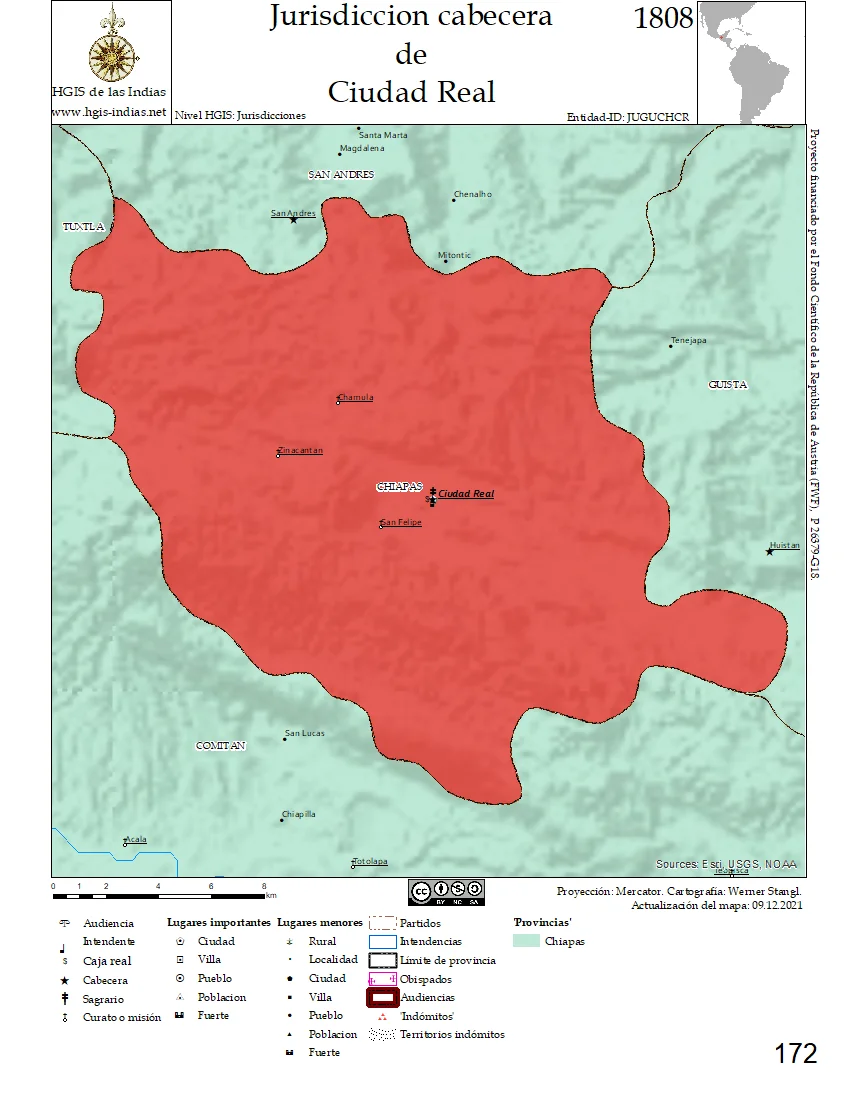 Jurisdiccion cabecera
de
Ciudad Real
1808
HGIS de las Indias
www.hgis-indias.net
Nivel HGIS: Jurisdicciones
Entidad-ID: JUGUCHCR
Santa Marta
Magdalena
SAN ANDRES
Chenalho
San Andres
TUXTLA
Mitontic
Tenejapa
GUISTA
Chamula
Zinacantan
CHIAPAS
Ciudad Real
San Felipe
Huistan
San Lucas
COMITAN
Chiapilla
Acala
Totolapa
Sources: Esri, USGS, NOAA
Proyecto financiado por el Fondo Científico de la República de Austria (FWF), P 26379-G18.
0 1 2 4 6 8 km
CC BY NC SA
Proyección: Mercator. Cartografía: Werner Stangl.
Actualización del mapa: 09.12.2021
Audiencia
Intendente
Caja real
Cabecera
Sagrario
Curato o misión
Lugares importantes
Ciudad
Villa
Pueblo
Poblacion
Fuerte
Lugares menores
Rural
Localidad
Ciudad
Villa
Pueblo
Poblacion
Fuerte
Partidos
Intendencias
Límite de provincia
Obispados
Audiencias
'Indómitos'
Territorios indómitos
'Provincias'
Chiapas
172